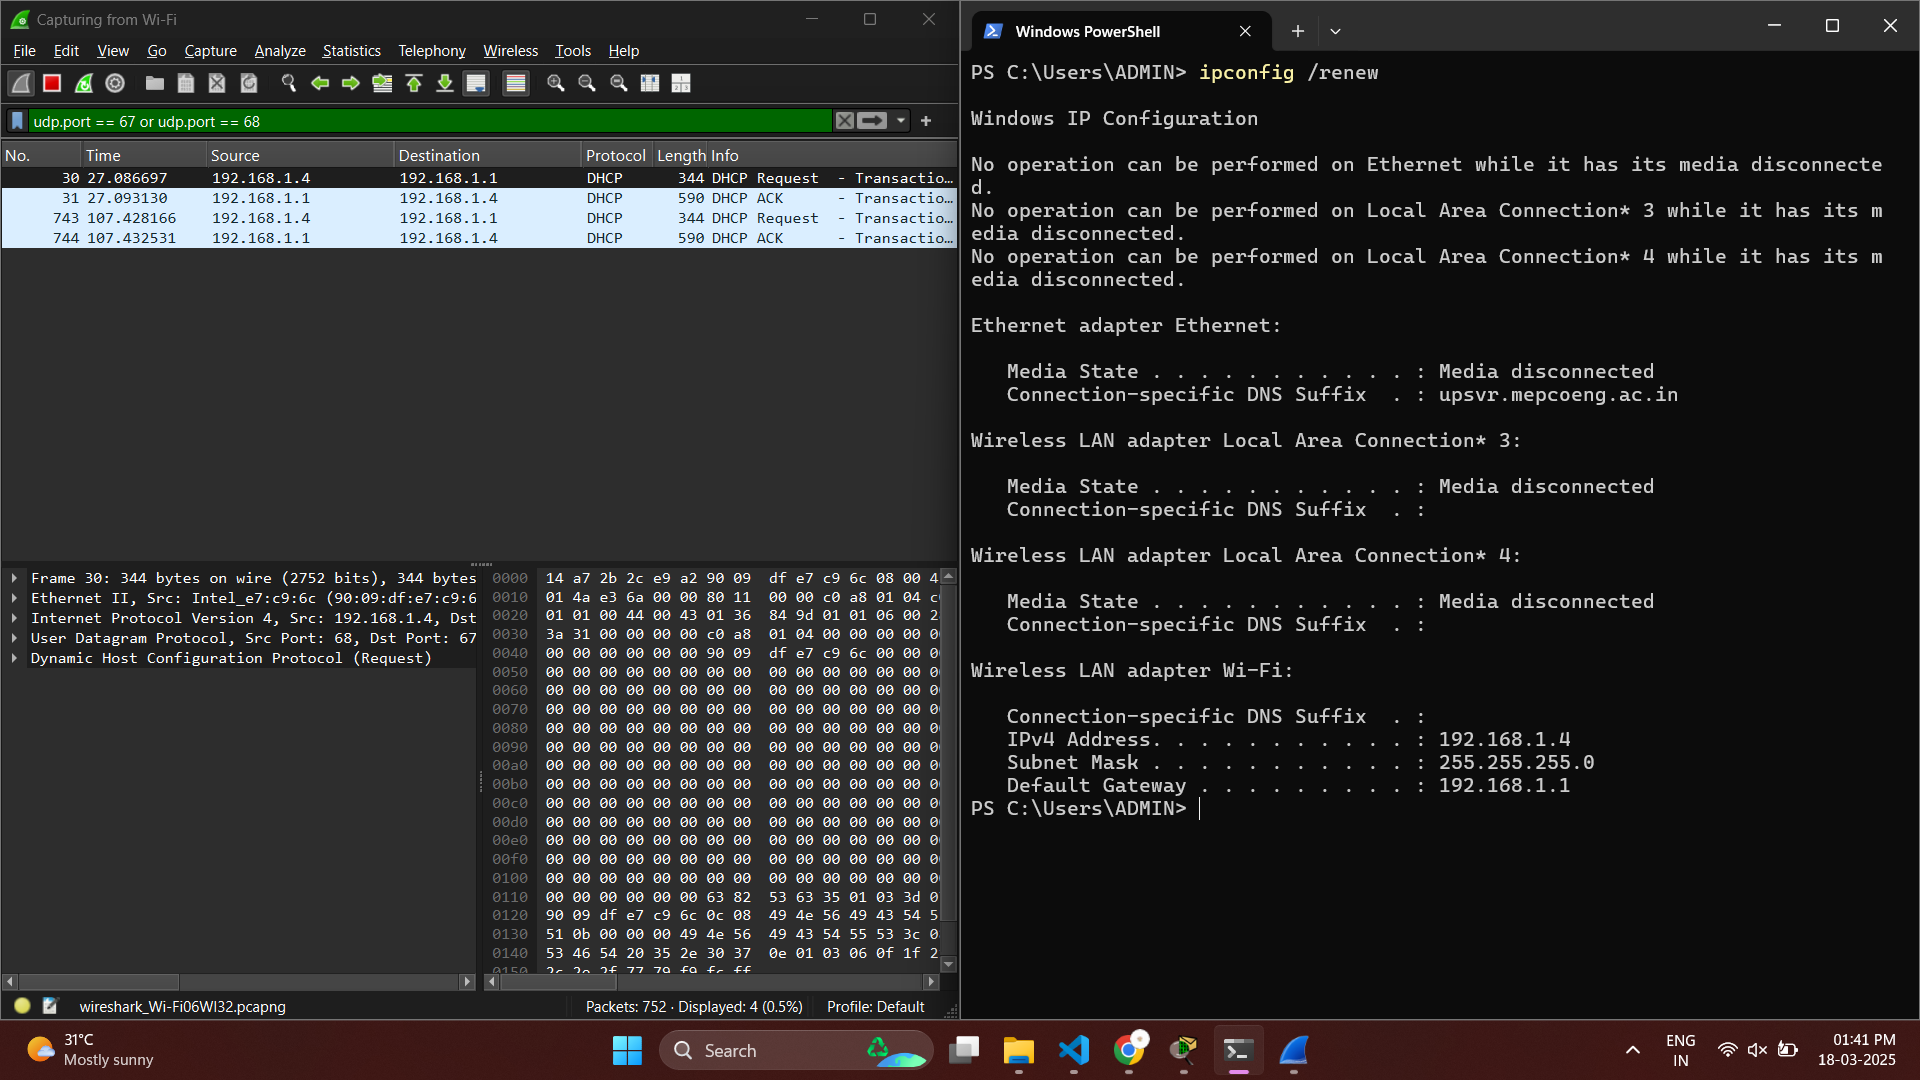 Capturing from Wi-Fi
File Edit View Go Capture Analyze Statistics Telephony Wireless Tools Help
udp.port == 67 or udp.port == 68
No. Time Source Destination Protocol Length Info
30 27.086697 192.168.1.4 192.168.1.1 DHCP 344 DHCP Request - Transactio…
31 27.093130 192.168.1.1 192.168.1.4 DHCP 590 DHCP ACK - Transactio…
743 107.428166 192.168.1.4 192.168.1.1 DHCP 344 DHCP Request - Transactio…
744 107.432531 192.168.1.1 192.168.1.4 DHCP 590 DHCP ACK - Transactio…
Frame 30: 344 bytes on wire (2752 bits), 344 bytes
Ethernet II, Src: Intel_e7:c9:6c (90:09:df:e7:c9:6
Internet Protocol Version 4, Src: 192.168.1.4, Dst
User Datagram Protocol, Src Port: 68, Dst Port: 67
Dynamic Host Configuration Protocol (Request)
0000 14 a7 2b 2c e9 a2 90 09 df e7 c9 6c 08 00 4
0010 01 4a e3 6a 00 00 80 11 00 00 c0 a8 01 04 c
0020 01 01 00 44 00 43 01 36 84 9d 01 01 06 00 2
0030 3a 31 00 00 00 00 c0 a8 01 04 00 00 00 00 0
0040 00 00 00 00 00 00 90 09 df e7 c9 6c 00 00 0
0050 00 00 00 00 00 00 00 00 00 00 00 00 00 00 0
0060 00 00 00 00 00 00 00 00 00 00 00 00 00 00 0
0070 00 00 00 00 00 00 00 00 00 00 00 00 00 00 0
0080 00 00 00 00 00 00 00 00 00 00 00 00 00 00 0
0090 00 00 00 00 00 00 00 00 00 00 00 00 00 00 0
00a0 00 00 00 00 00 00 00 00 00 00 00 00 00 00 0
00b0 00 00 00 00 00 00 00 00 00 00 00 00 00 00 0
00c0 00 00 00 00 00 00 00 00 00 00 00 00 00 00 0
00d0 00 00 00 00 00 00 00 00 00 00 00 00 00 00 0
00e0 00 00 00 00 00 00 00 00 00 00 00 00 00 00 0
00f0 00 00 00 00 00 00 00 00 00 00 00 00 00 00 0
0100 00 00 00 00 00 00 00 00 00 00 00 00 00 00 0
0110 00 00 00 00 00 00 63 82 53 63 35 01 03 3d 0
0120 90 09 df e7 c9 6c 0c 08 49 4e 56 49 43 54 5
0130 51 0b 00 00 00 49 4e 56 49 43 54 55 53 3c 0
0140 53 46 54 20 35 2e 30 37 0e 01 03 06 0f 1f 2
0150 2c 2e 2f 77 79 f9 fc ff
wireshark_Wi-Fi06WI32.pcapng
Packets: 752 · Displayed: 4 (0.5%)
Profile: Default
Windows PowerShell
PS C:\Users\ADMIN> ipconfig /renew
Windows IP Configuration
No operation can be performed on Ethernet while it has its media disconnecte
d.
No operation can be performed on Local Area Connection* 3 while it has its m
edia disconnected.
No operation can be performed on Local Area Connection* 4 while it has its m
edia disconnected.
Ethernet adapter Ethernet:
Media State . . . . . . . . . . . : Media disconnected
Connection-specific DNS Suffix . : upsvr.mepcoeng.ac.in
Wireless LAN adapter Local Area Connection* 3:
Media State . . . . . . . . . . . : Media disconnected
Connection-specific DNS Suffix . :
Wireless LAN adapter Local Area Connection* 4:
Media State . . . . . . . . . . . : Media disconnected
Connection-specific DNS Suffix . :
Wireless LAN adapter Wi-Fi:
Connection-specific DNS Suffix . :
IPv4 Address. . . . . . . . . . . : 192.168.1.4
Subnet Mask . . . . . . . . . . . : 255.255.255.0
Default Gateway . . . . . . . . . : 192.168.1.1
PS C:\Users\ADMIN>
31°C
Mostly sunny
Search
ENG
IN
01:41 PM
18-03-2025